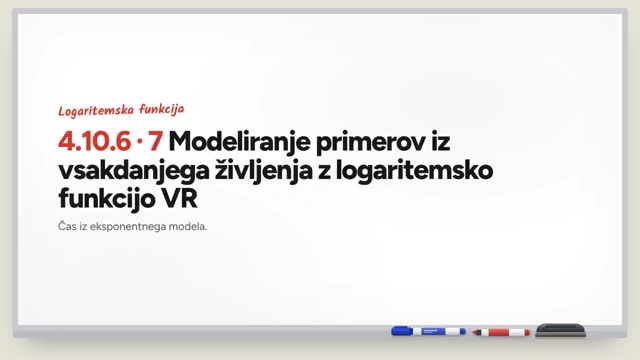 Logaritemska funkcija
4.10.6 · 7 Modeliranje primerov iz
vsakdanjega življenja z logaritemsko
funkcijo VR
Čas iz eksponentnega modela.